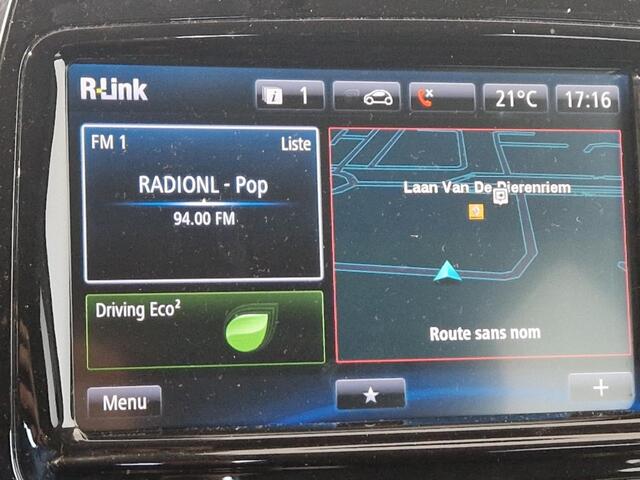 R-Link
i 1
21°C
17:16
FM 1 Liste
RADIONL - Pop
94.00 FM
Laan Van De Dierenriem
Driving Eco²
Route sans nom
Menu
+